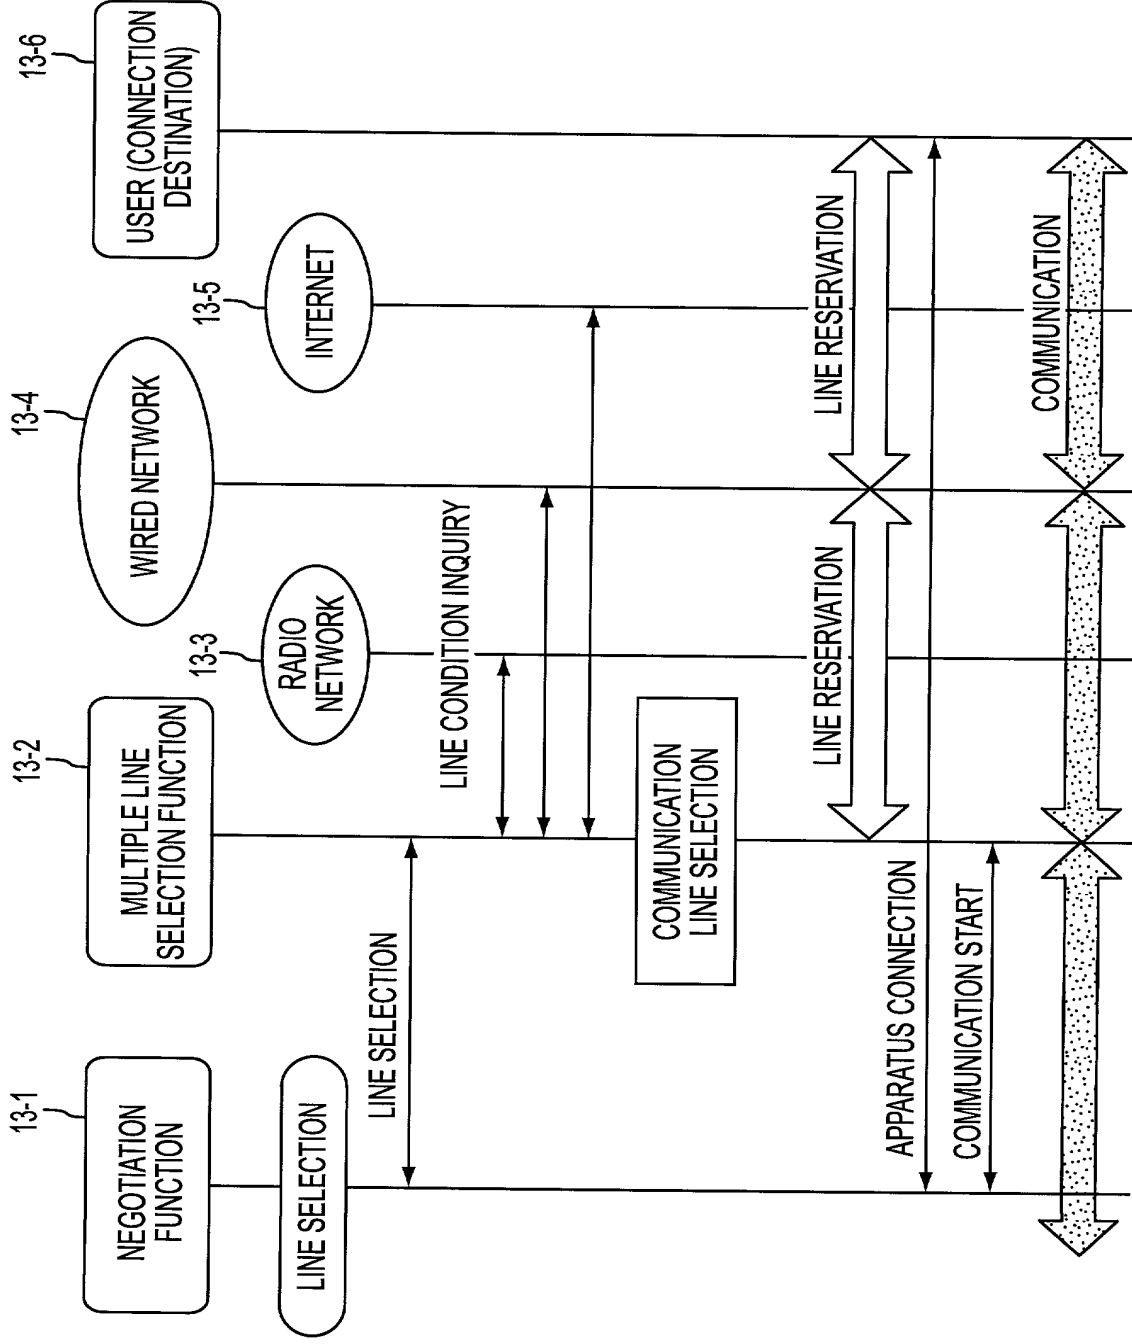 13-1
NEGOTIATION
FUNCTION
13-2
MULTIPLE LINE
SELECTION FUNCTION
13-3
RADIO
NETWORK
13-4
WIRED NETWORK
13-5
INTERNET
13-6
USER (CONNECTION
DESTINATION)
LINE SELECTION
LINE SELECTION
LINE CONDITION INQUIRY
COMMUNICATION
LINE SELECTION
LINE RESERVATION
LINE RESERVATION
APPARATUS CONNECTION
COMMUNICATION START
COMMUNICATION